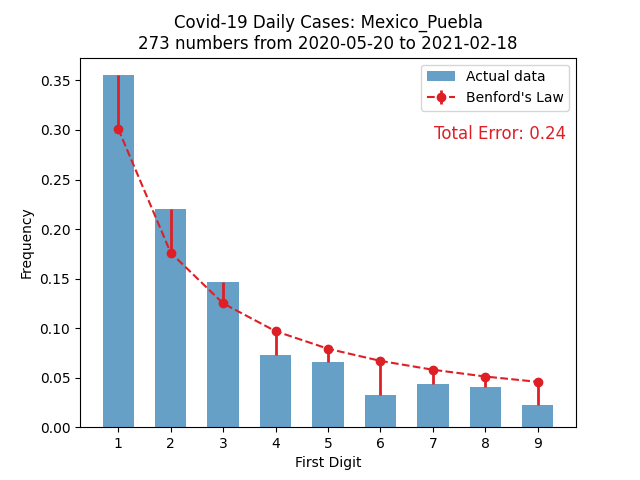 Covid-19 Daily Cases: Mexico_Puebla
273 numbers from 2020-05-20 to 2021-02-18
Actual data
Benford's Law
Total Error: 0.24
0.35
0.30
0.25
0.20
0.15
0.10
0.05
0.00
Frequency
1 2 3 4 5 6 7 8 9
First Digit